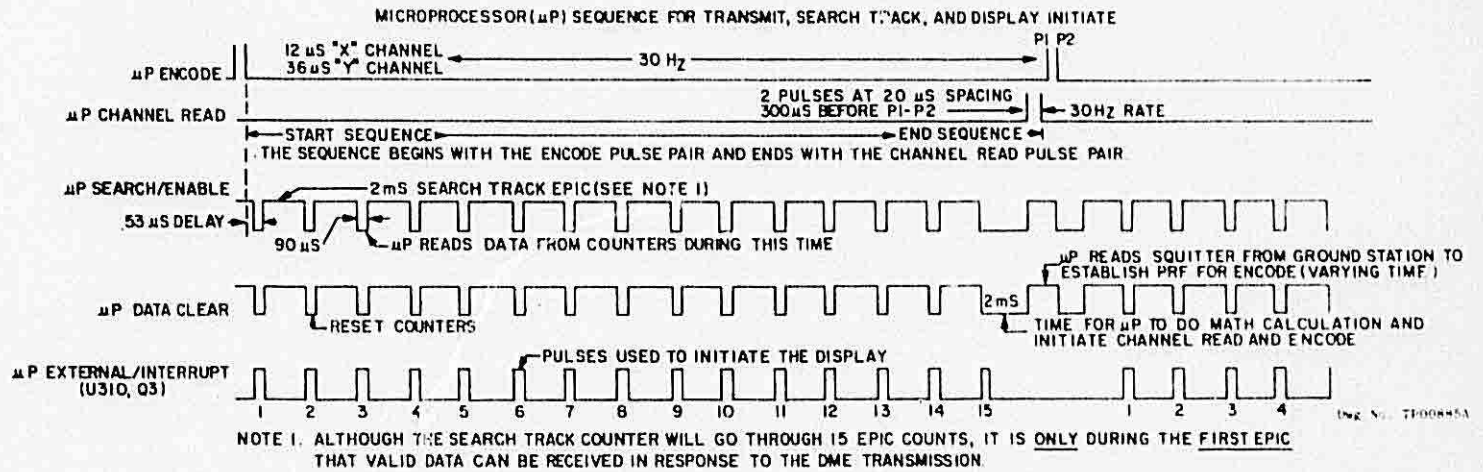 MICROPROCESSOR (µP) SEQUENCE FOR TRANSMIT, SEARCH TRACK, AND DISPLAY INITIATE
P1 P2
12 µS "X" CHANNEL
36 µS "Y" CHANNEL
30 HZ
µP ENCODE
2 PULSES AT 20 µS SPACING
300µS BEFORE P1-P2
30HZ RATE
µP CHANNEL READ
START SEQUENCE
END SEQUENCE
THE SEQUENCE BEGINS WITH THE ENCODE PULSE PAIR AND ENDS WITH THE CHANNEL READ PULSE PAIR
µP SEARCH/ENABLE
2mS SEARCH TRACK EPIC (SEE NOTE 1)
53 µS DELAY
90 µS
µP READS DATA FROM COUNTERS DURING THIS TIME
µP READS SQUITTER FROM GROUND STATION TO
ESTABLISH PRF FOR ENCODE (VARYING TIME)
µP DATA CLEAR
RESET COUNTERS
2mS
TIME FOR µP TO DO MATH CALCULATION AND
INITIATE CHANNEL READ AND ENCODE
PULSES USED TO INITIATE THE DISPLAY
µP EXTERNAL/INTERRUPT
(U310, Q3)
1 2 3 4 5 6 7 8 9 10 11 12 13 14 15 1 2 3 4
Dwg. No. TP00885A
NOTE 1. ALTHOUGH THE SEARCH TRACK COUNTER WILL GO THROUGH 15 EPIC COUNTS, IT IS ONLY DURING THE FIRST EPIC
THAT VALID DATA CAN BE RECEIVED IN RESPONSE TO THE DME TRANSMISSION.